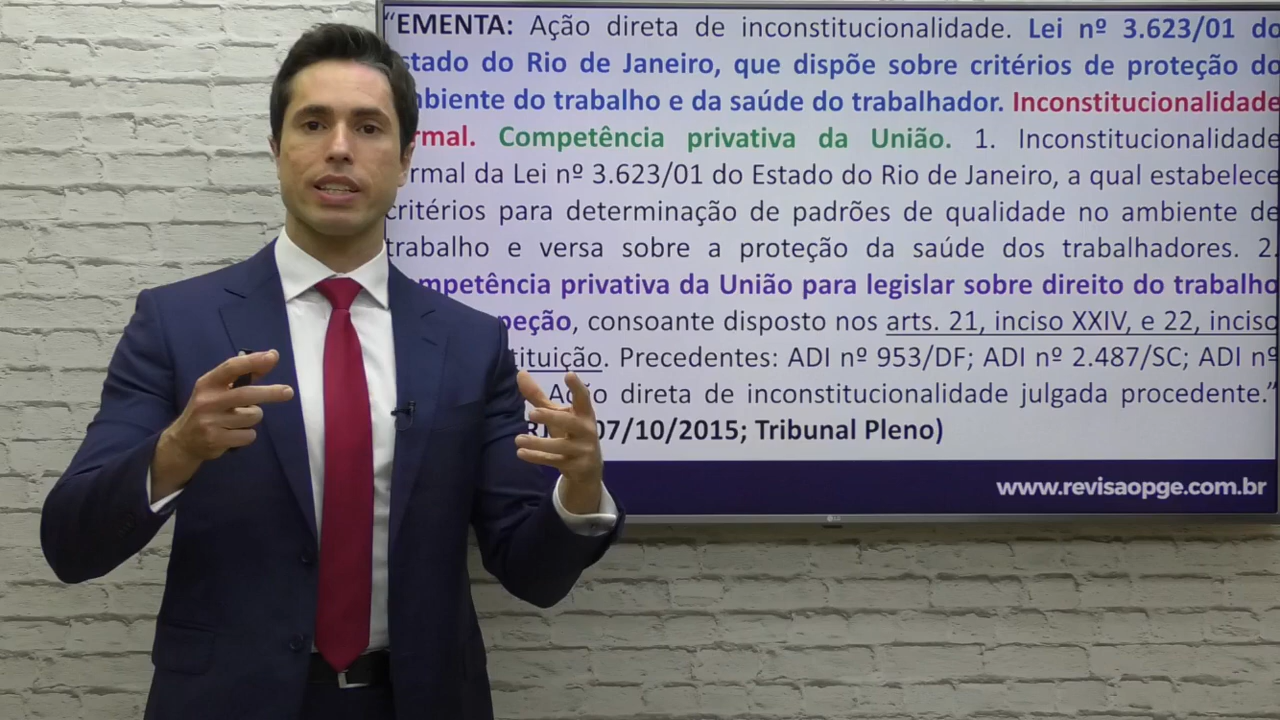 “EMENTA: Ação direta de inconstitucionalidade. Lei nº 3.623/01 do
stado do Rio de Janeiro, que dispõe sobre critérios de proteção do
mbiente do trabalho e da saúde do trabalhador. Inconstitucionalidade
rmal. Competência privativa da União. 1. Inconstitucionalidade
rmal da Lei nº 3.623/01 do Estado do Rio de Janeiro, a qual estabelece
critérios para determinação de padrões de qualidade no ambiente de
trabalho e versa sobre a proteção da saúde dos trabalhadores. 2.
mpetência privativa da União para legislar sobre direito do trabalho
peção, consoante disposto nos arts. 21, inciso XXIV, e 22, inciso
tituição. Precedentes: ADI nº 953/DF; ADI nº 2.487/SC; ADI nº
Ação direta de inconstitucionalidade julgada procedente.”
07/10/2015; Tribunal Pleno)
www.revisaopge.com.br
LG